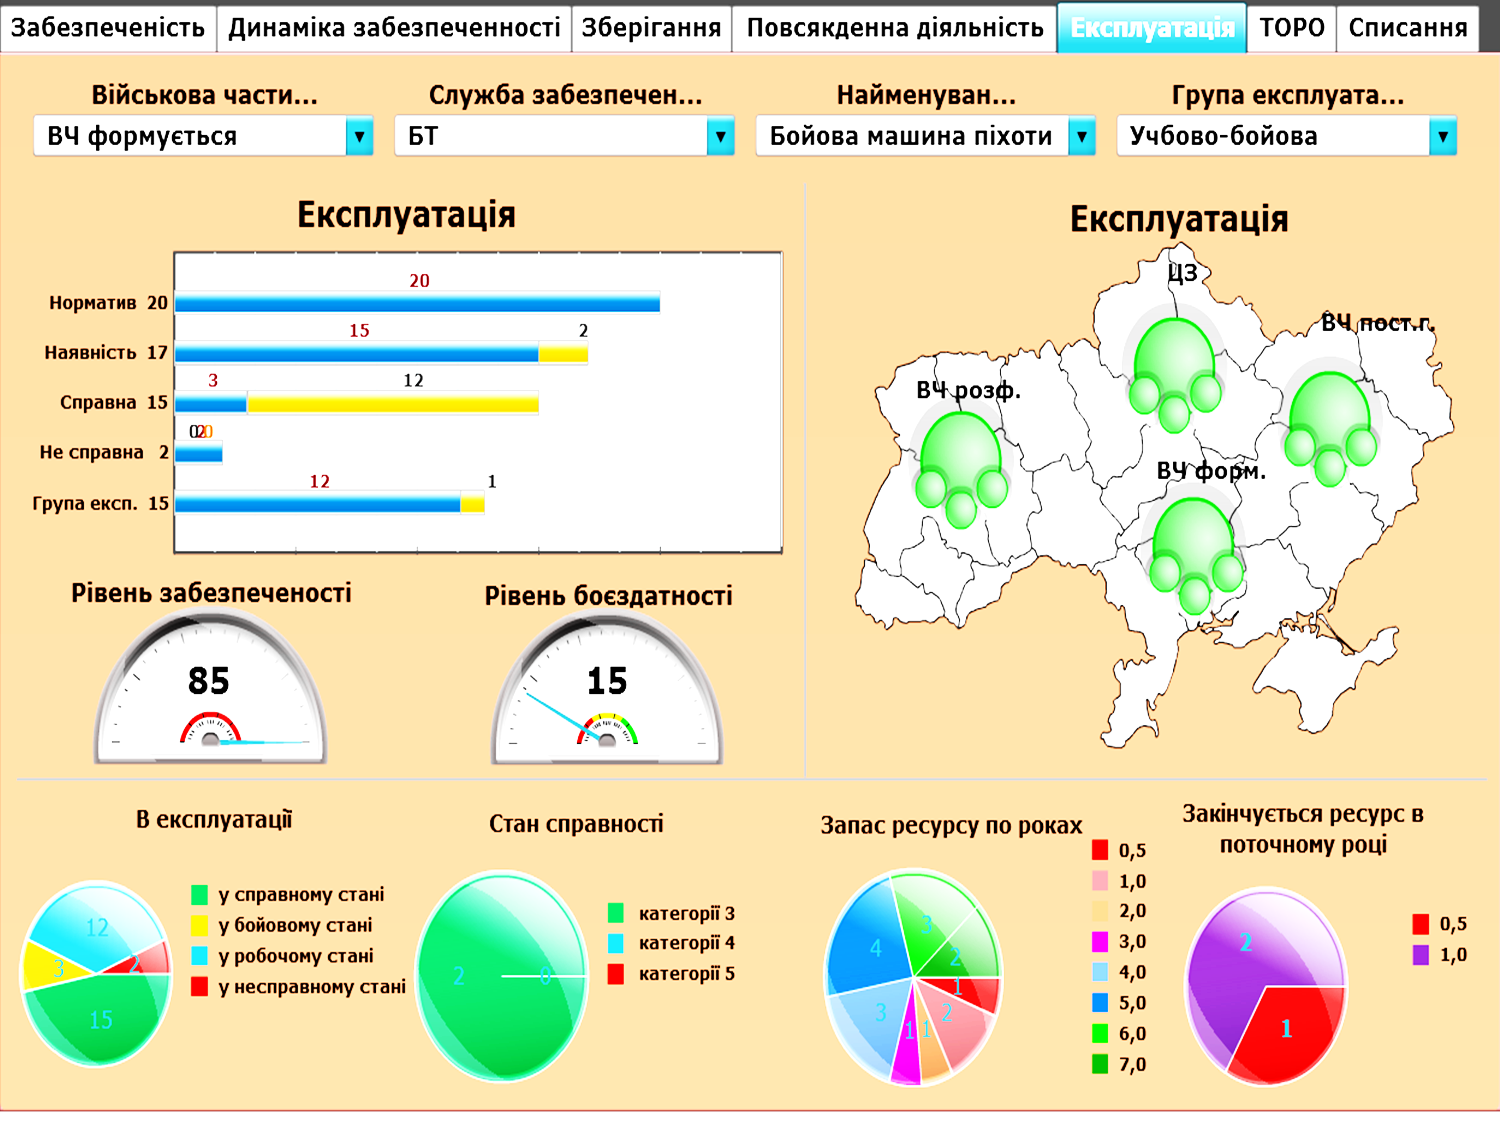 Забезпеченість Динаміка забезпеченності Зберігання Повсякденна діяльність Експлуатація ТОРО Списання
Військова части... Служба забезпечен... Найменуван... Група експлуата...
ВЧ формується БТ Бойова машина піхоти Учбово-бойова
Експлуатація
20
Норматив 20
15 2
Наявність 17
3 12
Справна 15
0 2 0
Не справна 2
12 1
Група експ. 15
Експлуатація
ЦЗ
ВЧ пост.г.
ВЧ розф.
ВЧ форм.
Рівень забезпеченості
85
Рівень боєздатності
15
В експлуатації
12
3
2
15
у справному стані
у бойовому стані
у робочому стані
у несправному стані
Стан справності
2 0
категорії 3
категорії 4
категорії 5
Запас ресурсу по роках
3
4
2
1
3
2
1
1
0,5
1,0
2,0
3,0
4,0
5,0
6,0
7,0
Закінчується ресурс в
поточному році
2
1
0,5
1,0